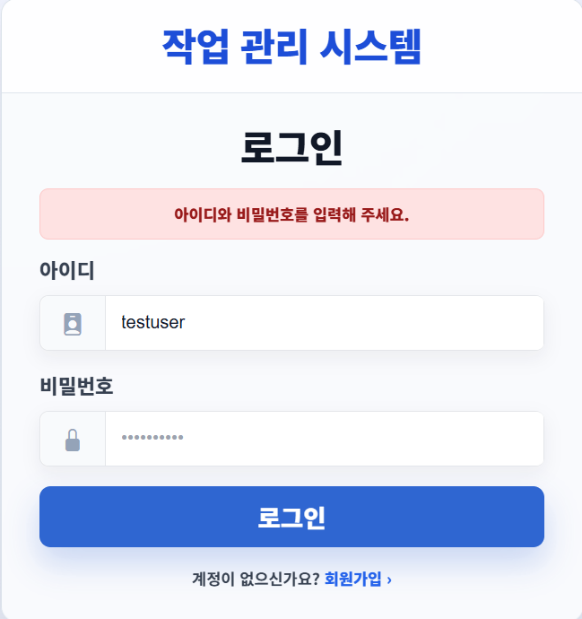 작업 관리 시스템
로그인
아이디와 비밀번호를 입력해 주세요.
아이디
testuser
비밀번호
••••••••••
로그인
계정이 없으신가요? 회원가입 ›